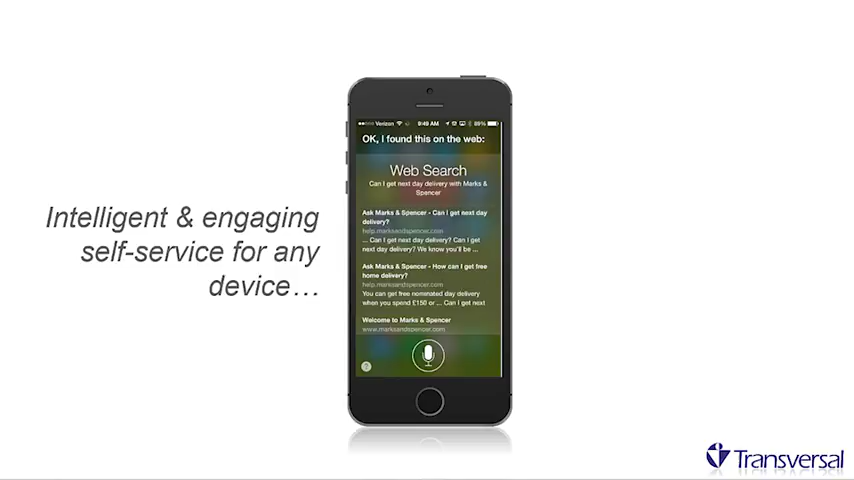 Intelligent & engaging
self-service for any
device…
Verizon 9:49 AM 89%
OK, I found this on the web:
Web Search
Can I get next day delivery with Marks &
Spencer
Ask Marks & Spencer - Can I get next day
delivery?
help.marksandspencer.com
... Can I get next day delivery? Can I get
next day delivery? We know you'll be ...
Ask Marks & Spencer - How can I get free
home delivery?
help.marksandspencer.com
You can get free nominated day delivery
when you spend £150 or ... Can I get next
Welcome to Marks & Spencer
www.marksandspencer.com
?
Transversal